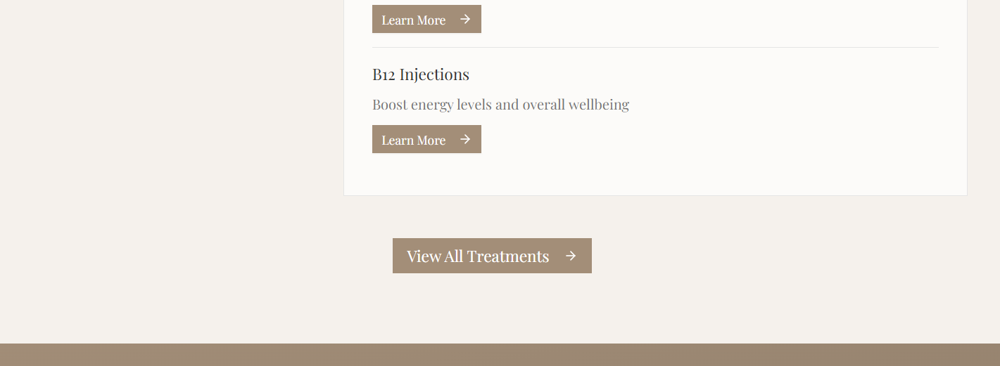 Learn More
B12 Injections
Boost energy levels and overall wellbeing
Learn More
View All Treatments